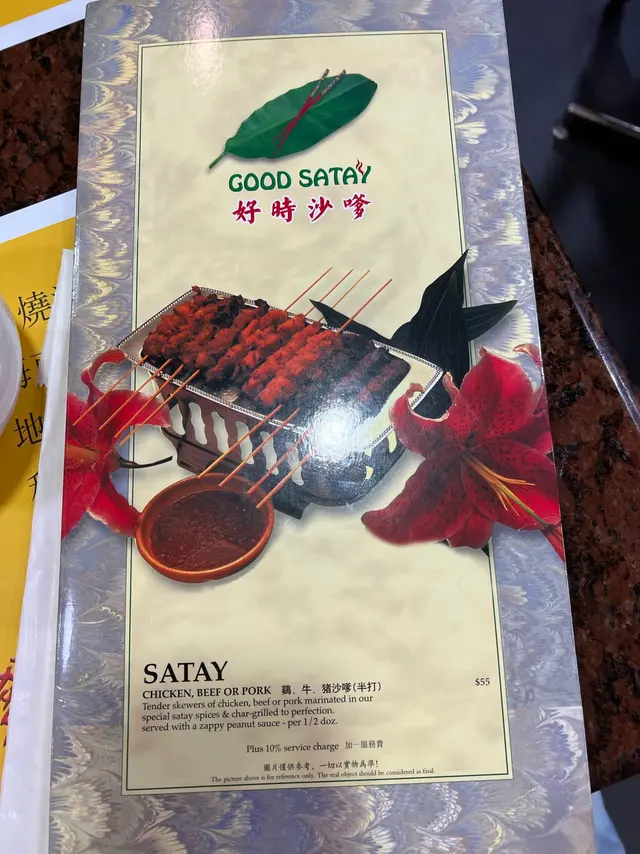 GOOD SATAY
好時沙嗲
燒
地
SATAY
CHICKEN, BEEF OR PORK 鷄、牛、猪沙嗲(半打)
$55
Tender skewers of chicken, beef or pork marinated in our
special satay spices & char-grilled to perfection.
served with a zappy peanut sauce - per 1/2 doz.
Plus 10% service charge 加一服務費
圖片僅供參考，一切以實物為準!
The picture above is for reference only. The real object should be considered as final.